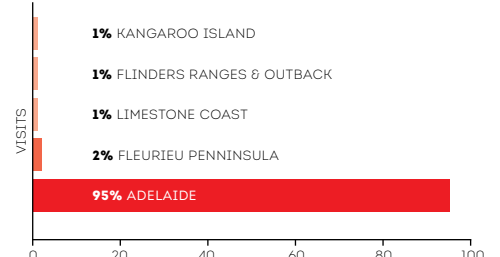 1% KANGAROO ISLAND
1% FLINDERS RANGES & OUTBACK
1% LIMESTONE COAST
2% FLEURIEU PENNINSULA
95% ADELAIDE
VISITS
0 20 40 60 80 100